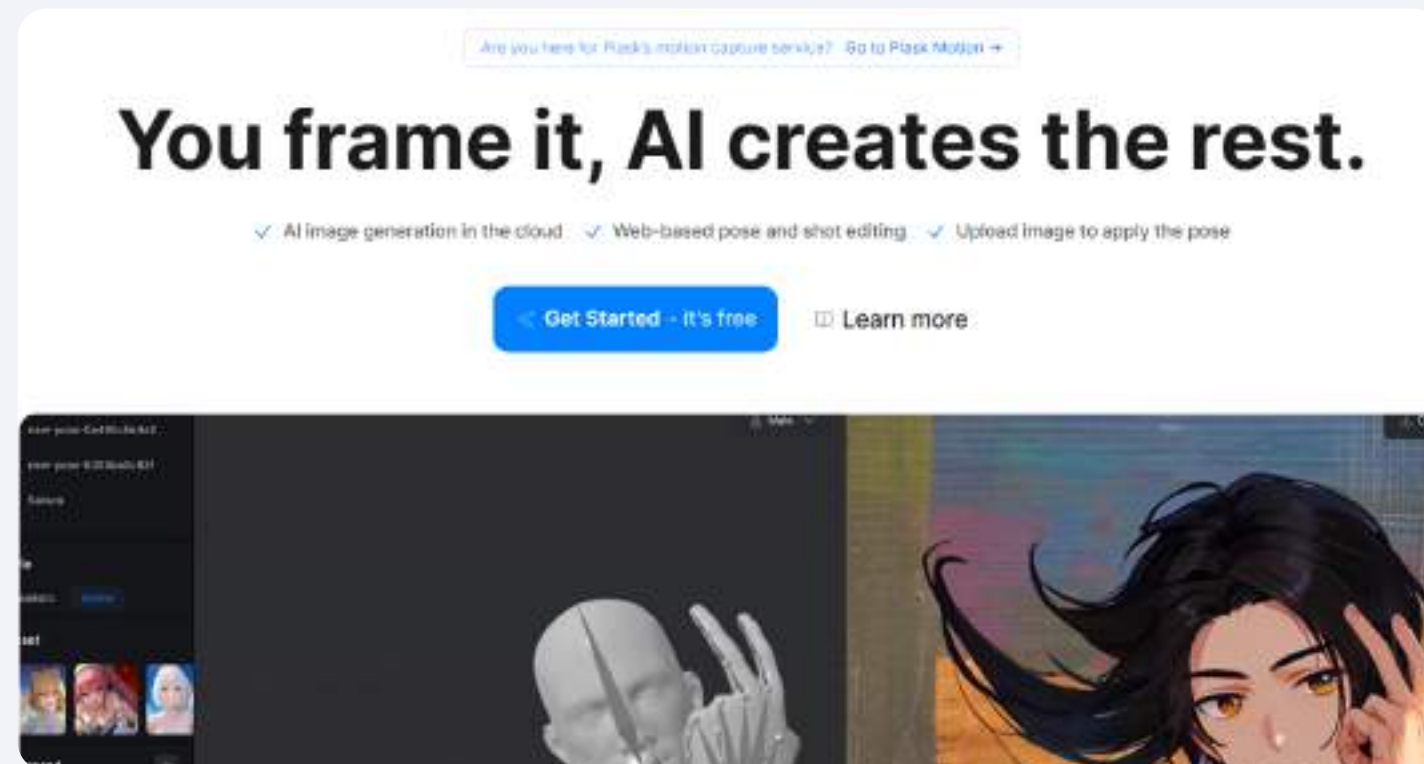 Are you here for Plask's motion capture service? Go to Plask Motion →
You frame it, AI creates the rest.
AI image generation in the cloud Web-based pose and shot editing Upload image to apply the pose
Get Started - It's free Learn more